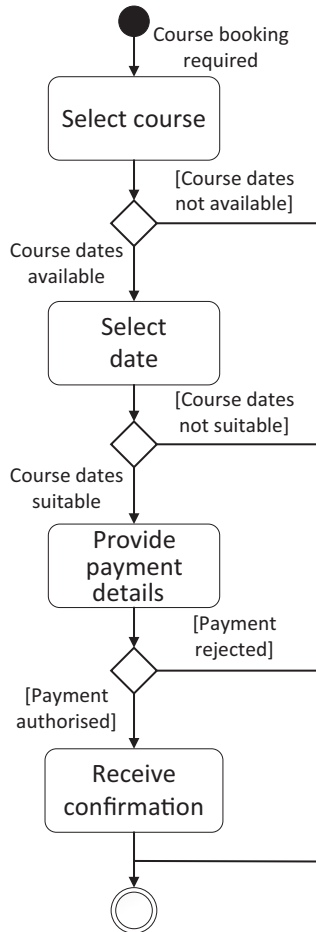 Course booking
required
Select course
[Course dates
not available]
Course dates
available
Select
date
[Course dates
not suitable]
Course dates
suitable
Provide
payment
details
[Payment
rejected]
[Payment
authorised]
Receive
confirmation